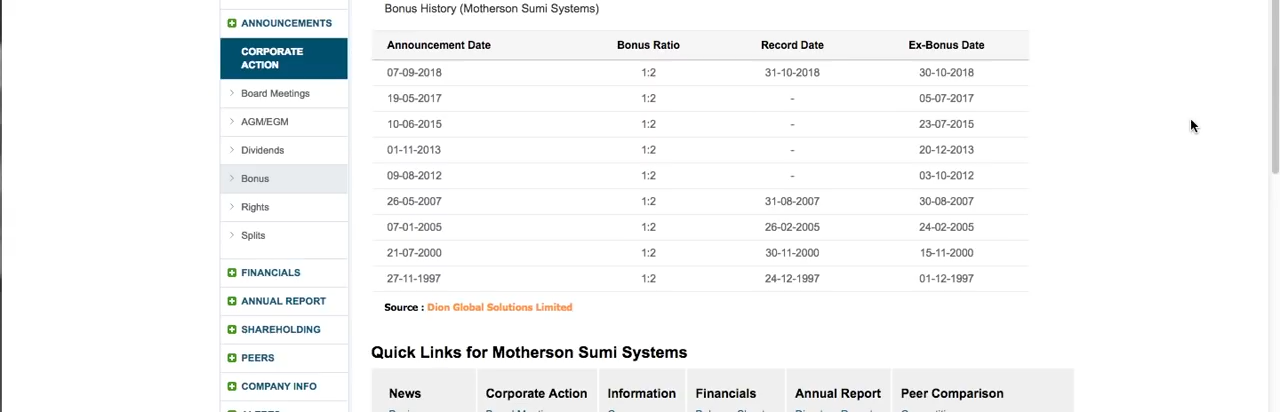 Bonus History (Motherson Sumi Systems)
ANNOUNCEMENTS
CORPORATE ACTION
Board Meetings
AGM/EGM
Dividends
Bonus
Rights
Splits
FINANCIALS
ANNUAL REPORT
SHAREHOLDING
PEERS
COMPANY INFO
Announcement Date Bonus Ratio Record Date Ex-Bonus Date
07-09-2018 1:2 31-10-2018 30-10-2018
19-05-2017 1:2 - 05-07-2017
10-06-2015 1:2 - 23-07-2015
01-11-2013 1:2 - 20-12-2013
09-08-2012 1:2 - 03-10-2012
26-05-2007 1:2 31-08-2007 30-08-2007
07-01-2005 1:2 26-02-2005 24-02-2005
21-07-2000 1:2 30-11-2000 15-11-2000
27-11-1997 1:2 24-12-1997 01-12-1997
Source : Dion Global Solutions Limited
Quick Links for Motherson Sumi Systems
News Corporate Action Information Financials Annual Report Peer Comparison